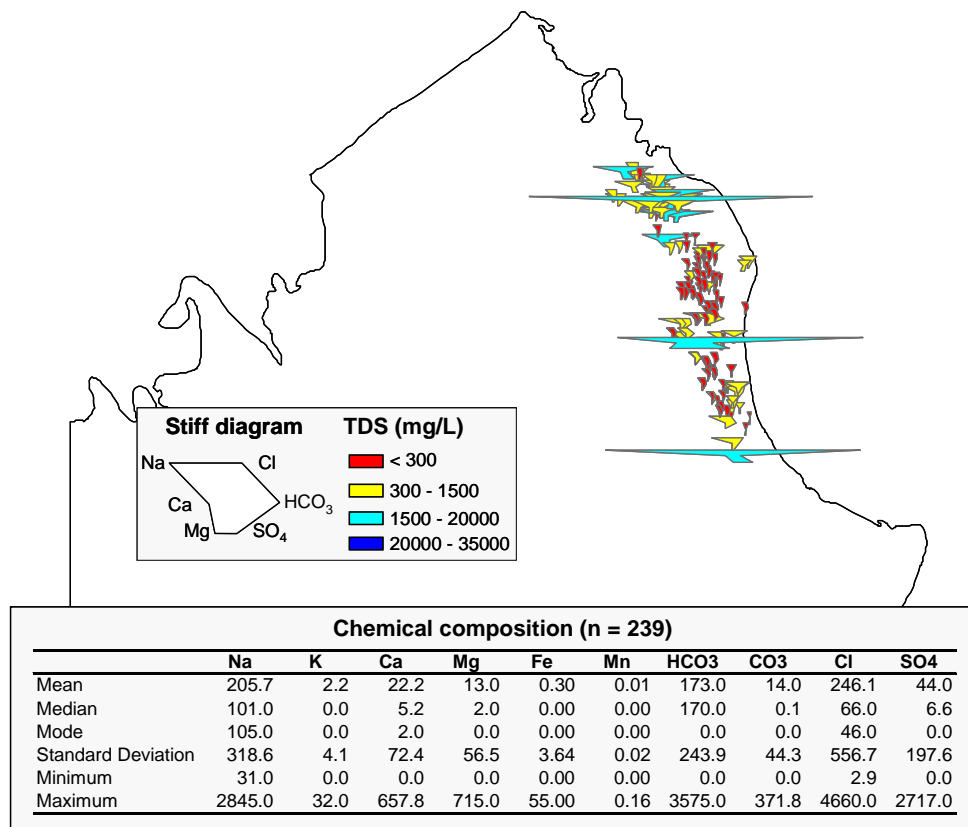 Stiff diagram
TDS (mg/L)
Na
Cl
Ca
HCO3
Mg
SO4
< 300
300 - 1500
1500 - 20000
20000 - 35000
Chemical composition (n = 239)
Na K Ca Mg Fe Mn HCO3 CO3 Cl SO4
Mean 205.7 2.2 22.2 13.0 0.30 0.01 173.0 14.0 246.1 44.0
Median 101.0 0.0 5.2 2.0 0.00 0.00 170.0 0.1 66.0 6.6
Mode 105.0 0.0 2.0 0.0 0.00 0.00 0.0 0.0 46.0 0.0
Standard Deviation 318.6 4.1 72.4 56.5 3.64 0.02 243.9 44.3 556.7 197.6
Minimum 31.0 0.0 0.0 0.0 0.00 0.00 0.0 0.0 2.9 0.0
Maximum 2845.0 32.0 657.8 715.0 55.00 0.16 3575.0 371.8 4660.0 2717.0